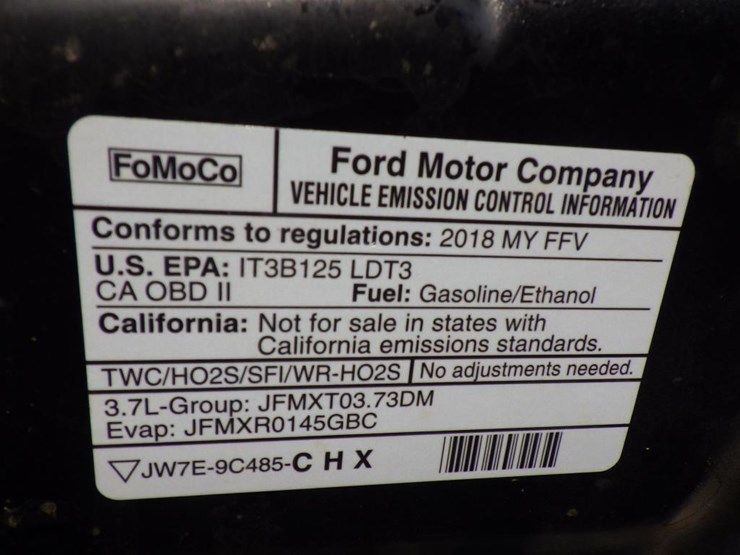 FoMoCo
Ford Motor Company
VEHICLE EMISSION CONTROL INFORMATION
Conforms to regulations: 2018 MY FFV
U.S. EPA: IT3B125 LDT3
CA OBD II Fuel: Gasoline/Ethanol
California: Not for sale in states with
California emissions standards.
TWC/HO2S/SFI/WR-HO2S No adjustments needed.
3.7L-Group: JFMXT03.73DM
Evap: JFMXR0145GBC
JW7E-9C485-C H X